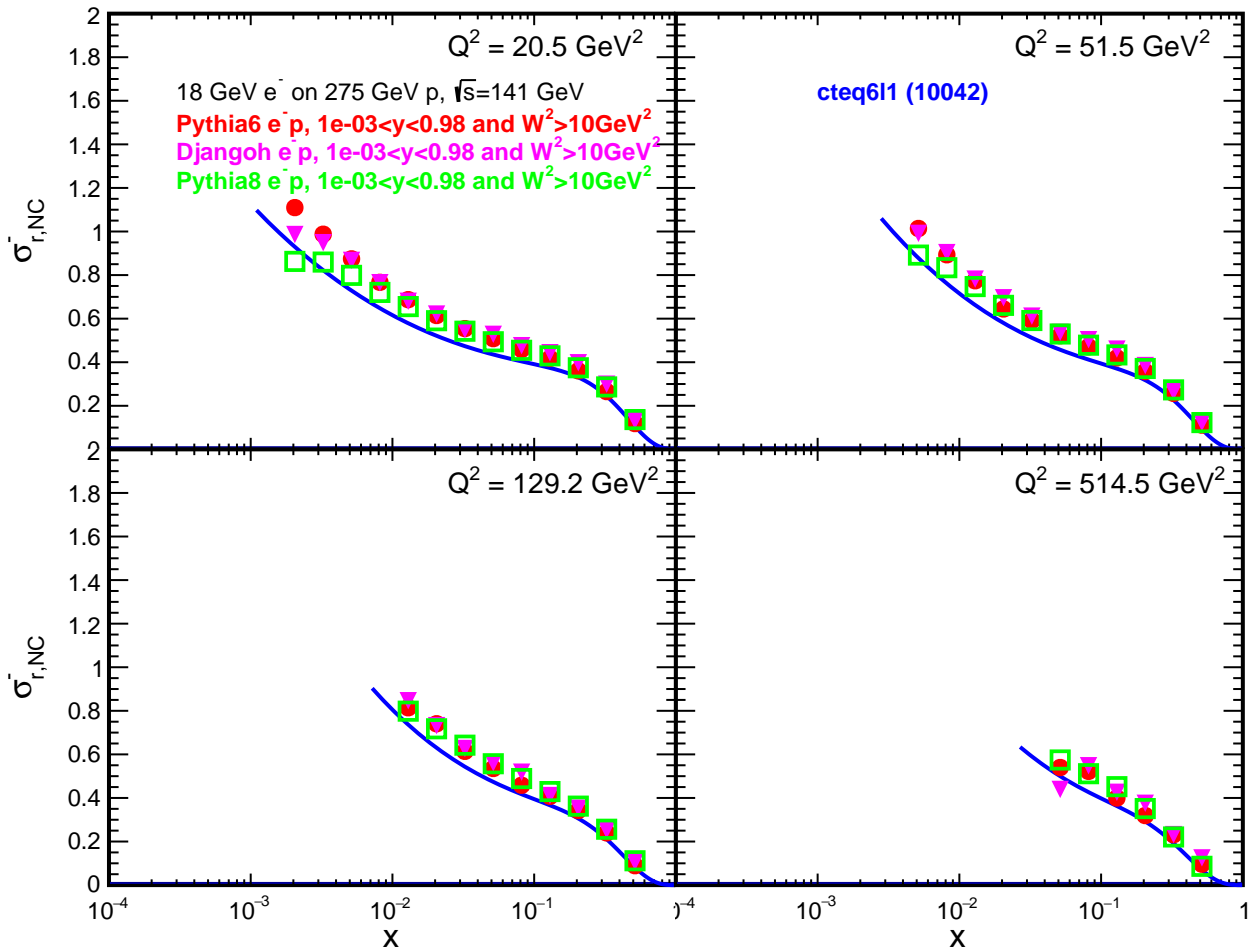 Q² = 20.5 GeV²
18 GeV e⁻ on 275 GeV p, √s=141 GeV
Pythia6 e⁻p, 1e-03<y<0.98 and W²>10GeV²
Djangoh e⁻p, 1e-03<y<0.98 and W²>10GeV²
Pythia8 e⁻p, 1e-03<y<0.98 and W²>10GeV²
2
1.8
1.6
1.4
1.2
1
0.8
0.6
0.4
0.2
σ⁻r,NC
Q² = 51.5 GeV²
cteq6l1 (10042)
Q² = 129.2 GeV²
2
1.8
1.6
1.4
1.2
1
0.8
0.6
0.4
0.2
0
σ⁻r,NC
10⁻⁴ 10⁻³ 10⁻² 10⁻¹
x
Q² = 514.5 GeV²
10⁻³ 10⁻² 10⁻¹ 1
x